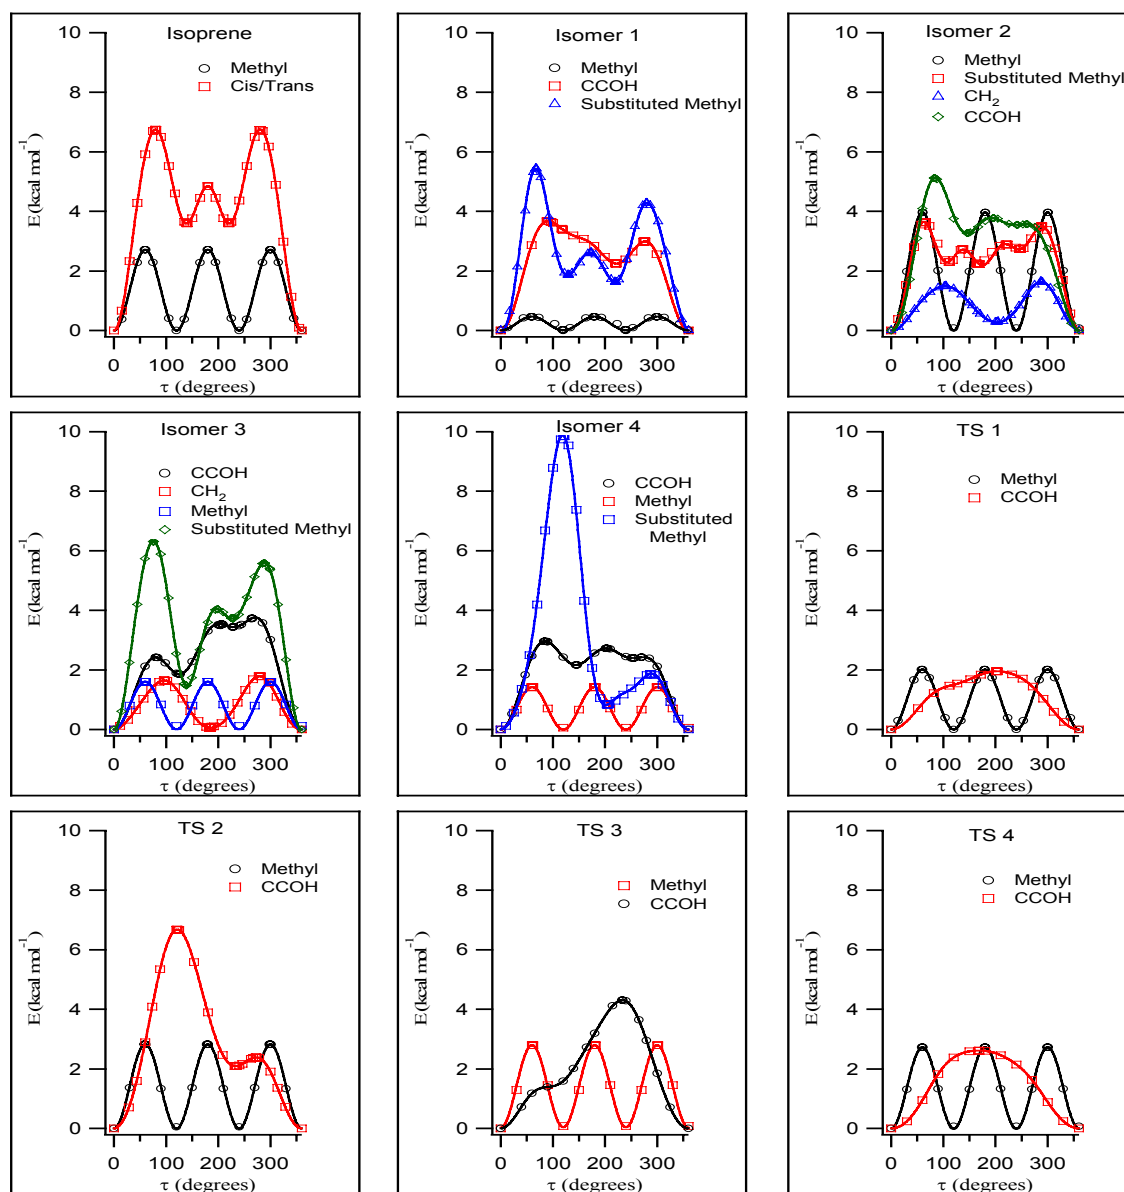 Isoprene
Methyl
Cis/Trans
10
8
6
4
2
0
E (kcal mol⁻¹)
0 100 200 300
τ (degrees)
Isomer 1
Methyl
CCOH
Substituted Methyl
10
8
6
4
2
0
E (kcal mol⁻¹)
0 100 200 300
τ (degrees)
Isomer 2
Methyl
Substituted Methyl
CH₂
CCOH
10
8
6
4
2
0
E (kcal mol⁻¹)
0 100 200 300
τ (degrees)
Isomer 3
CCOH
CH₂
Methyl
Substituted Methyl
10
8
6
4
2
0
E (kcal mol⁻¹)
0 100 200 300
τ (degrees)
Isomer 4
CCOH
Methyl
Substituted
Methyl
10
8
6
4
2
0
E (kcal mol⁻¹)
0 100 200 300
τ (degrees)
TS 1
Methyl
CCOH
10
8
6
4
2
0
E (kcal mol⁻¹)
0 100 200 300
τ (degrees)
TS 2
Methyl
CCOH
10
8
6
4
2
0
E (kcal mol⁻¹)
0 100 200 300
τ (degrees)
TS 3
Methyl
CCOH
10
8
6
4
2
0
E (kcal mol⁻¹)
0 100 200 300
τ (degrees)
TS 4
Methyl
CCOH
10
8
6
4
2
0
E (kcal mol⁻¹)
0 100 200 300
τ (degrees)